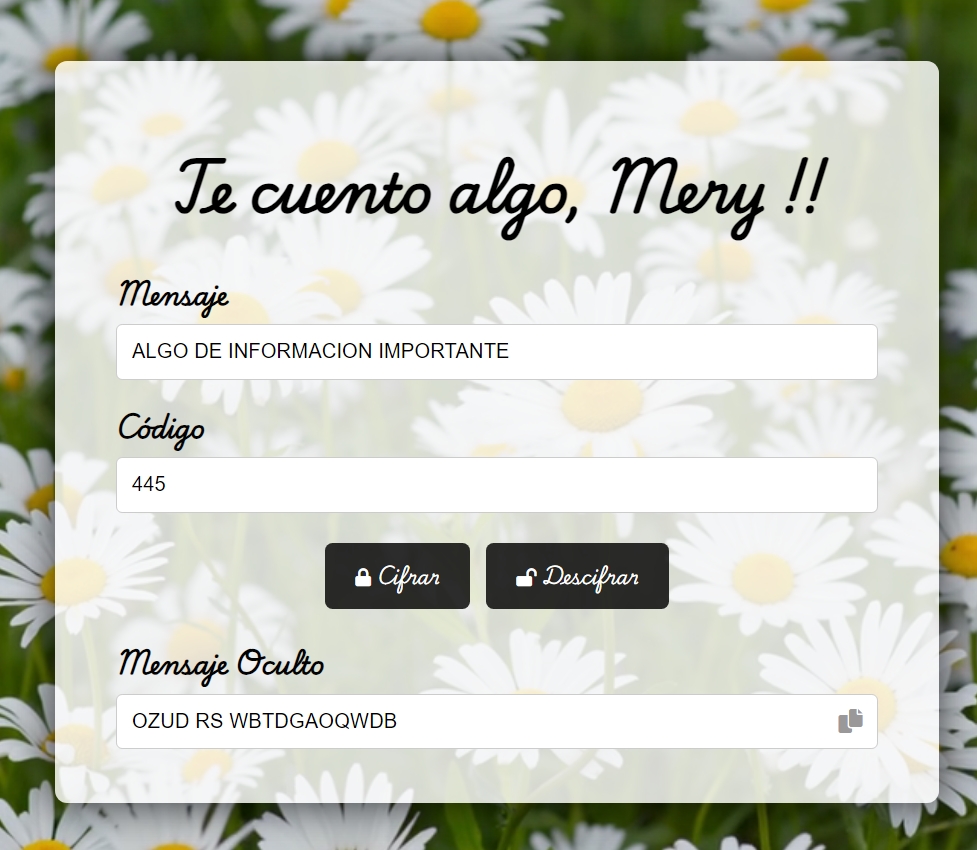 Te cuento algo, Mery !!
Mensaje
ALGO DE INFORMACION IMPORTANTE
Código
445
Cifrar Descifrar
Mensaje Oculto
OZUD RS WBTDGAOQWDB